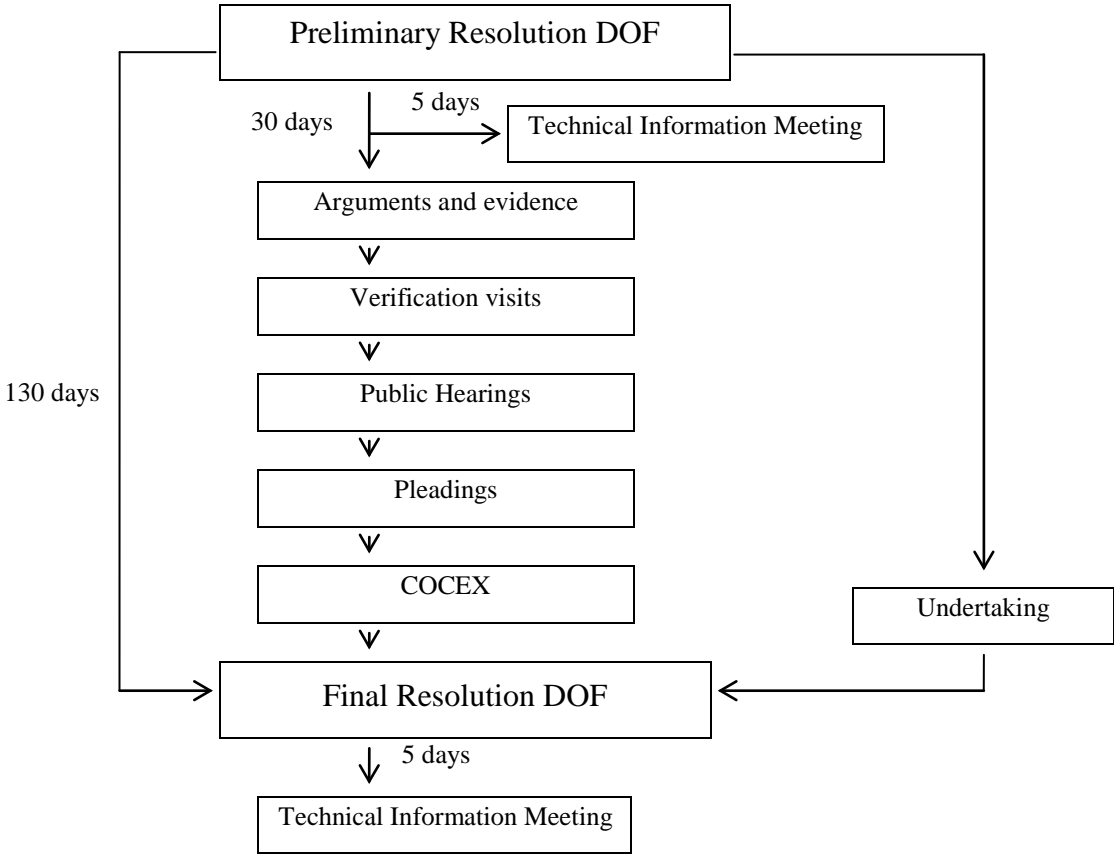 Preliminary Resolution DOF
5 days
30 days
Technical Information Meeting
Arguments and evidence
Verification visits
130 days
Public Hearings
Pleadings
COCEX
Undertaking
Final Resolution DOF
5 days
Technical Information Meeting